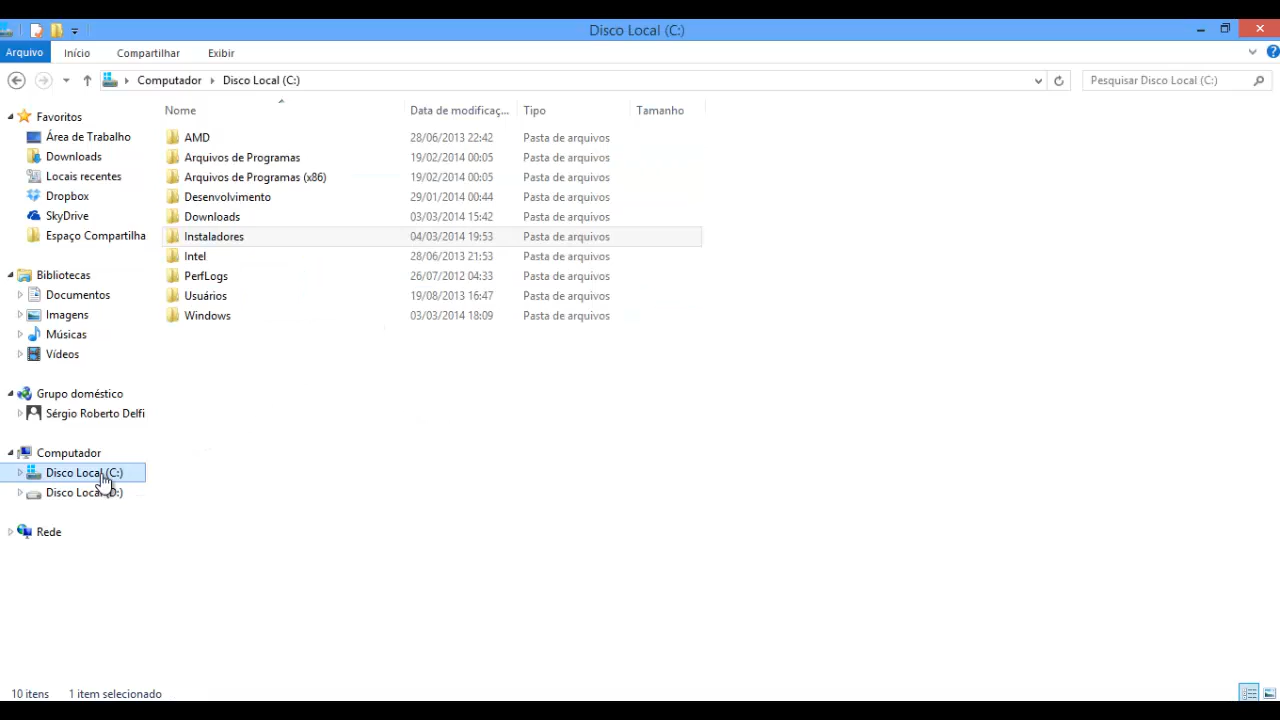 Disco Local (C:)
Arquivo Início Compartilhar Exibir
Computador Disco Local (C:) Pesquisar Disco Local (C:)
Favoritos
Área de Trabalho
Downloads
Locais recentes
Dropbox
SkyDrive
Espaço Compartilha
Bibliotecas
Documentos
Imagens
Músicas
Vídeos
Grupo doméstico
Sérgio Roberto Delfi
Computador
Disco Local (C:)
Disco Local (D:)
Rede
Nome Data de modificaç... Tipo Tamanho
AMD 28/06/2013 22:42 Pasta de arquivos
Arquivos de Programas 19/02/2014 00:05 Pasta de arquivos
Arquivos de Programas (x86) 19/02/2014 00:05 Pasta de arquivos
Desenvolvimento 29/01/2014 00:44 Pasta de arquivos
Downloads 03/03/2014 15:42 Pasta de arquivos
Instaladores 04/03/2014 19:53 Pasta de arquivos
Intel 28/06/2013 21:53 Pasta de arquivos
PerfLogs 26/07/2012 04:33 Pasta de arquivos
Usuários 19/08/2013 16:47 Pasta de arquivos
Windows 03/03/2014 18:09 Pasta de arquivos
10 itens 1 item selecionado